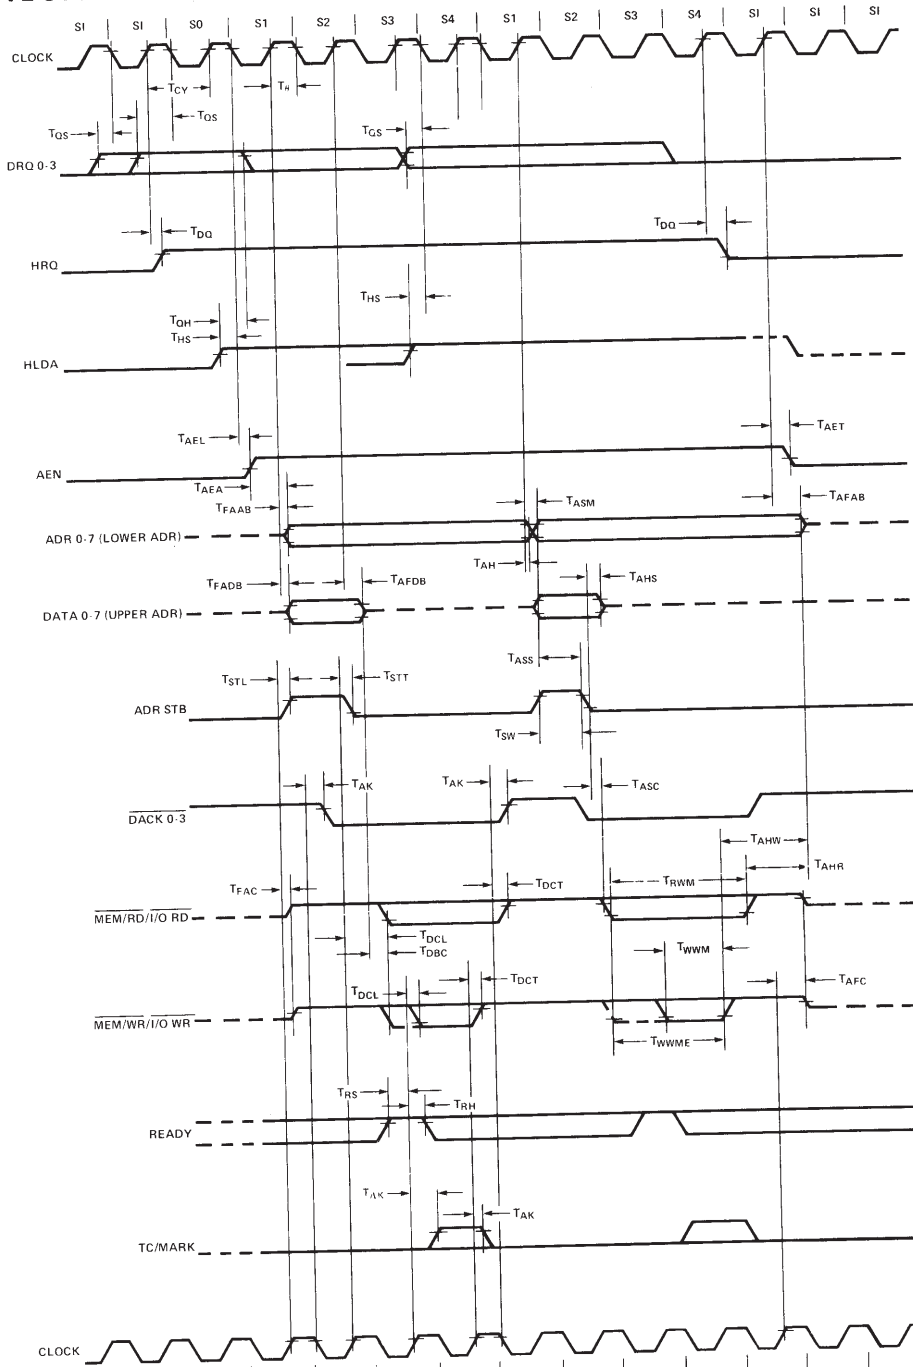 SI SI S0 S1 S2 S3 S4 S1 S2 S3 S4 SI SI SI
CLOCK
TCY TH
TQS TQS TQS
DRQ 0-3
TDQ TDQ
HRQ
THS
TQH
THS
HLDA
TAEL TAET
AEN
TAEA
TFAAB TASM TAFAB
ADR 0-7 (LOWER ADR)
TAH
TFADB TAFDB TAHS
DATA 0-7 (UPPER ADR)
TASS
TSTL TSTT
ADR STB
TSW
TAK TAK TASC
DACK 0-3
TAHW
TAHR
TFAC TDCT TRWM
MEM/RD/I/O RD
TDCL
TDBC TWWM
TDCT TAFC
TDCL
MEM/WR/I/O WR
TWWME
TRS
TRH
READY
TAK
TAK
TC/MARK
CLOCK